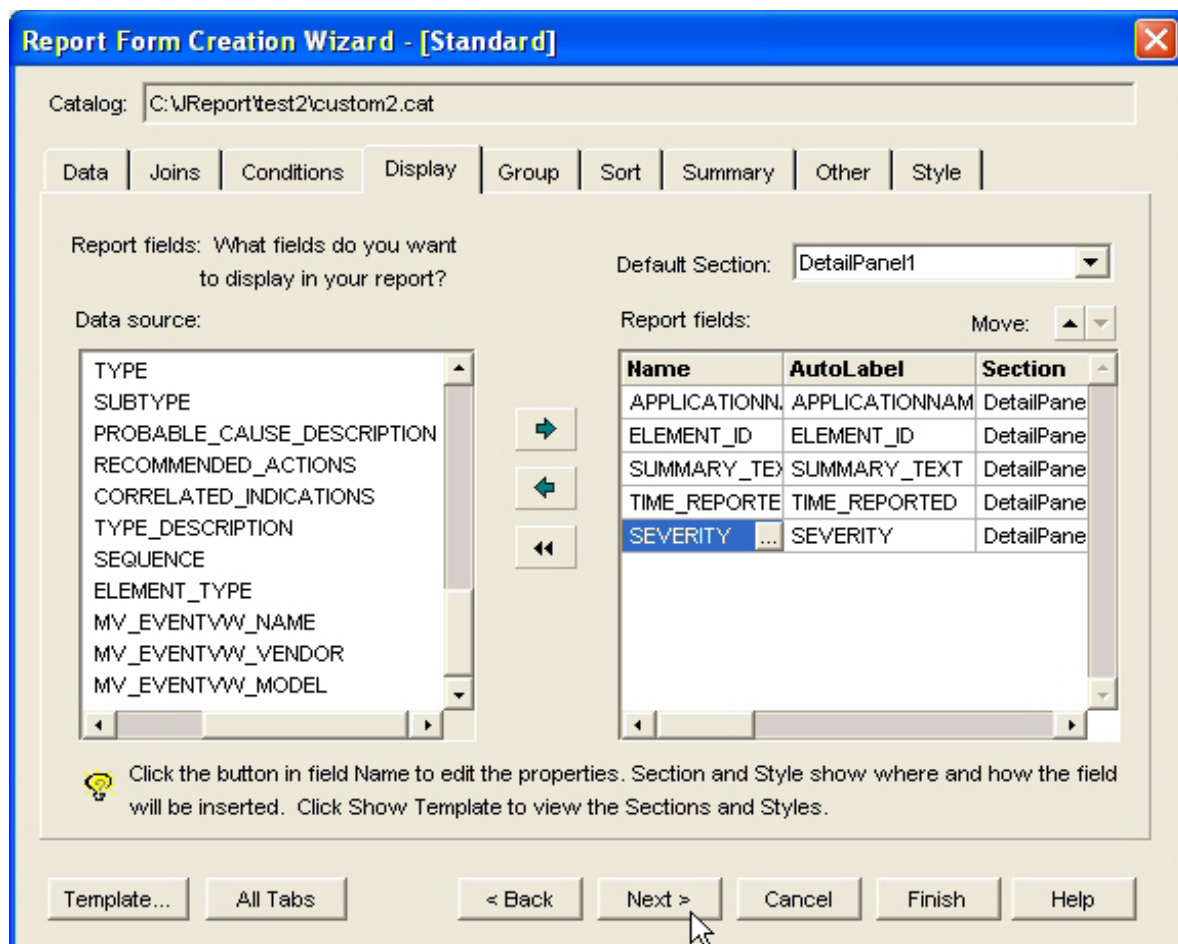 Report Form Creation Wizard - [Standard]
Catalog: C:\JReport\test2\custom2.cat
Data Joins Conditions Display Group Sort Summary Other Style
Report fields: What fields do you want
to display in your report?
Default Section: DetailPanel1
Data source:
Report fields: Move:
TYPE
SUBTYPE
PROBABLE_CAUSE_DESCRIPTION
RECOMMENDED_ACTIONS
CORRELATED_INDICATIONS
TYPE_DESCRIPTION
SEQUENCE
ELEMENT_TYPE
MV_EVENTVW_NAME
MV_EVENTVW_VENDOR
MV_EVENTVW_MODEL
Name AutoLabel Section
APPLICATIONN. APPLICATIONNAM DetailPane
ELEMENT_ID ELEMENT_ID DetailPane
SUMMARY_TEX SUMMARY_TEXT DetailPane
TIME_REPORTE TIME_REPORTED DetailPane
SEVERITY ... SEVERITY DetailPane
Click the button in field Name to edit the properties. Section and Style show where and how the field
will be inserted. Click Show Template to view the Sections and Styles.
Template... All Tabs < Back Next > Cancel Finish Help